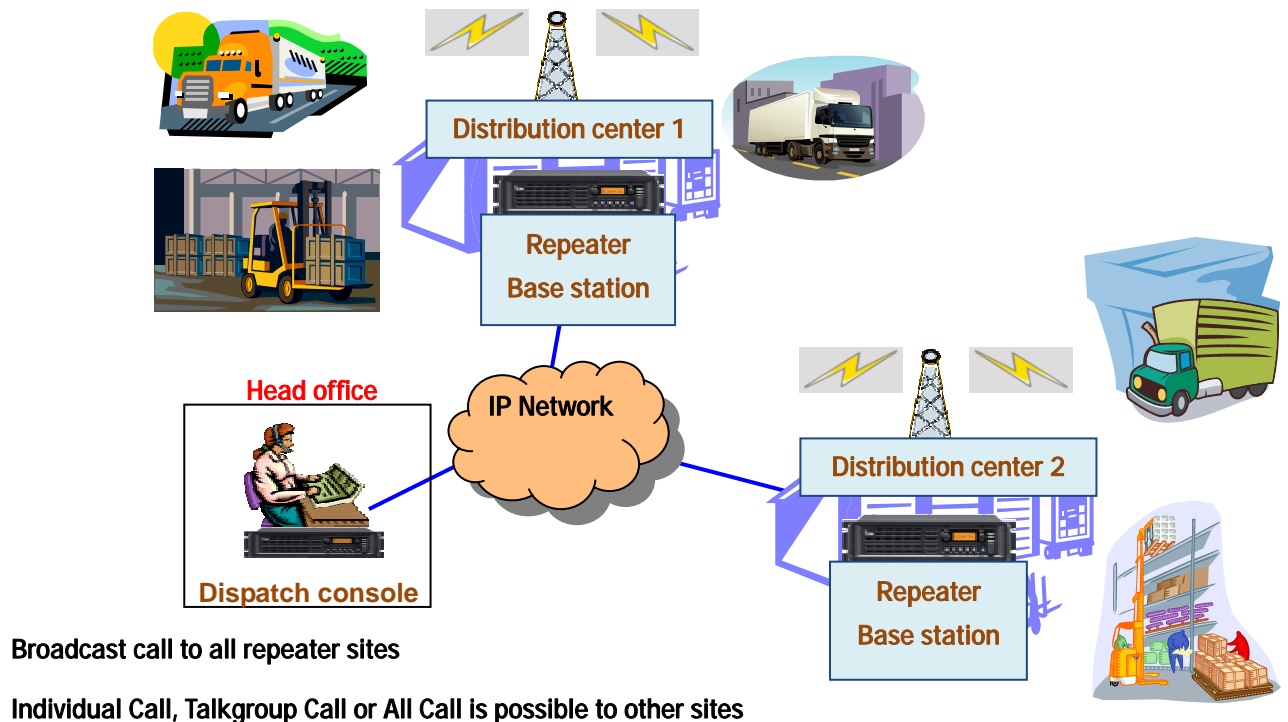 Distribution center 1
Repeater
Base station
Head office
IP Network
Dispatch console
Distribution center 2
Repeater
Base station
Broadcast call to all repeater sites
Individual Call, Talkgroup Call or All Call is possible to other sites